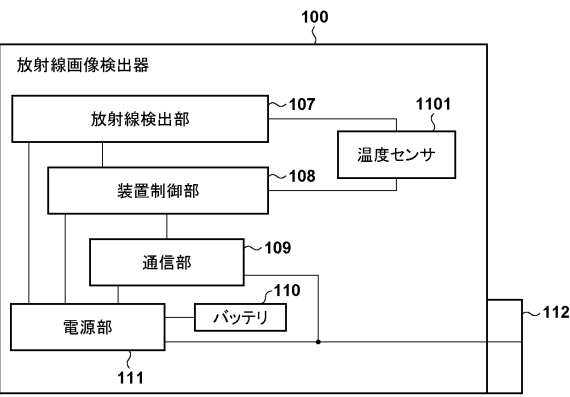 100
放射線画像検出器
放射線検出部
107
1101
温度センサ
装置制御部
108
通信部
109
110
バッテリ
電源部
111
112